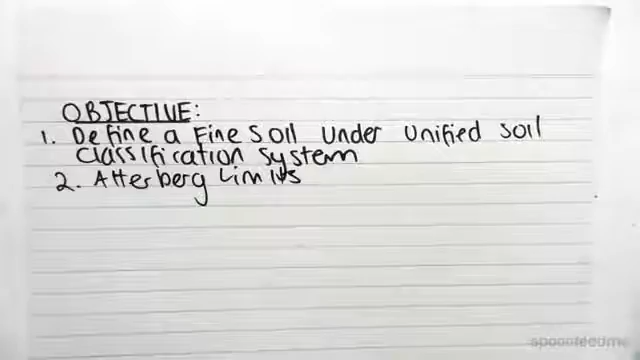 OBJECTIVE:
1. Define a Fine Soil under Unified Soil
Classification System
2. Atterberg Limits
spoonfeedme